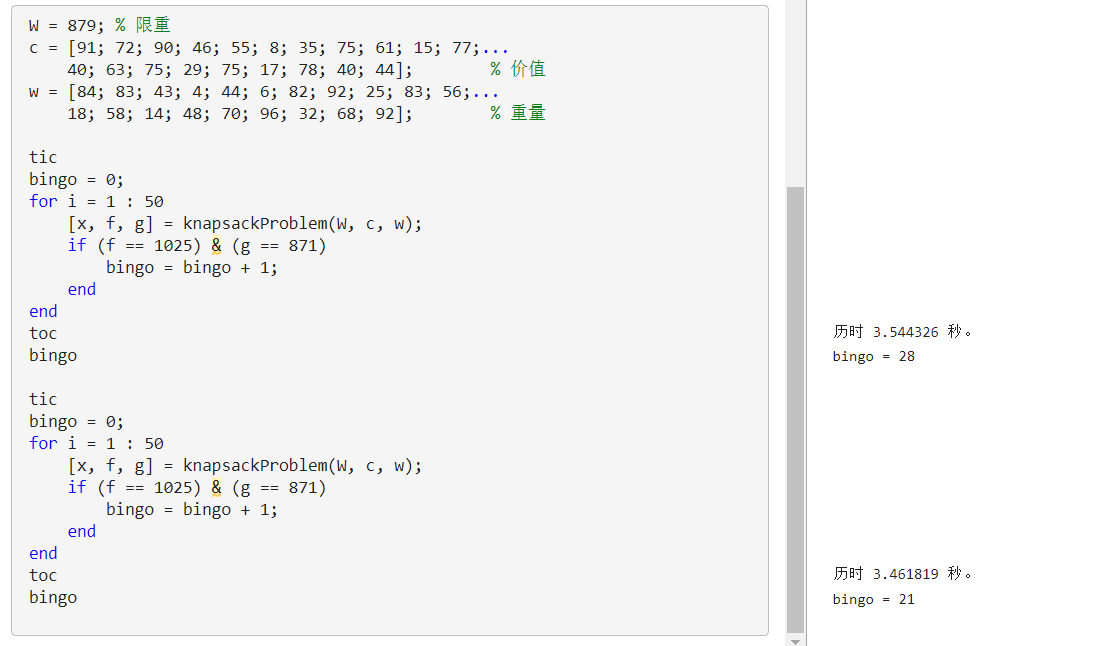 W = 879; % 限重
c = [91; 72; 90; 46; 55; 8; 35; 75; 61; 15; 77;...
40; 63; 75; 29; 75; 17; 78; 40; 44]; % 价值
w = [84; 83; 43; 4; 44; 6; 82; 92; 25; 83; 56;...
18; 58; 14; 48; 70; 96; 32; 68; 92]; % 重量
tic
bingo = 0;
for i = 1 : 50
[x, f, g] = knapsackProblem(W, c, w);
if (f == 1025) & (g == 871)
bingo = bingo + 1;
end
end
toc
历时 3.544326 秒。
bingo
bingo = 28
tic
bingo = 0;
for i = 1 : 50
[x, f, g] = knapsackProblem(W, c, w);
if (f == 1025) & (g == 871)
bingo = bingo + 1;
end
end
toc
历时 3.461819 秒。
bingo
bingo = 21